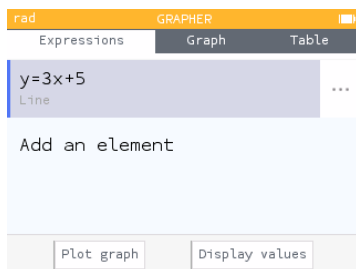 rad GRAPHER
Expressions Graph Table
y=3x+5
Line
...
Add an element
Plot graph Display values